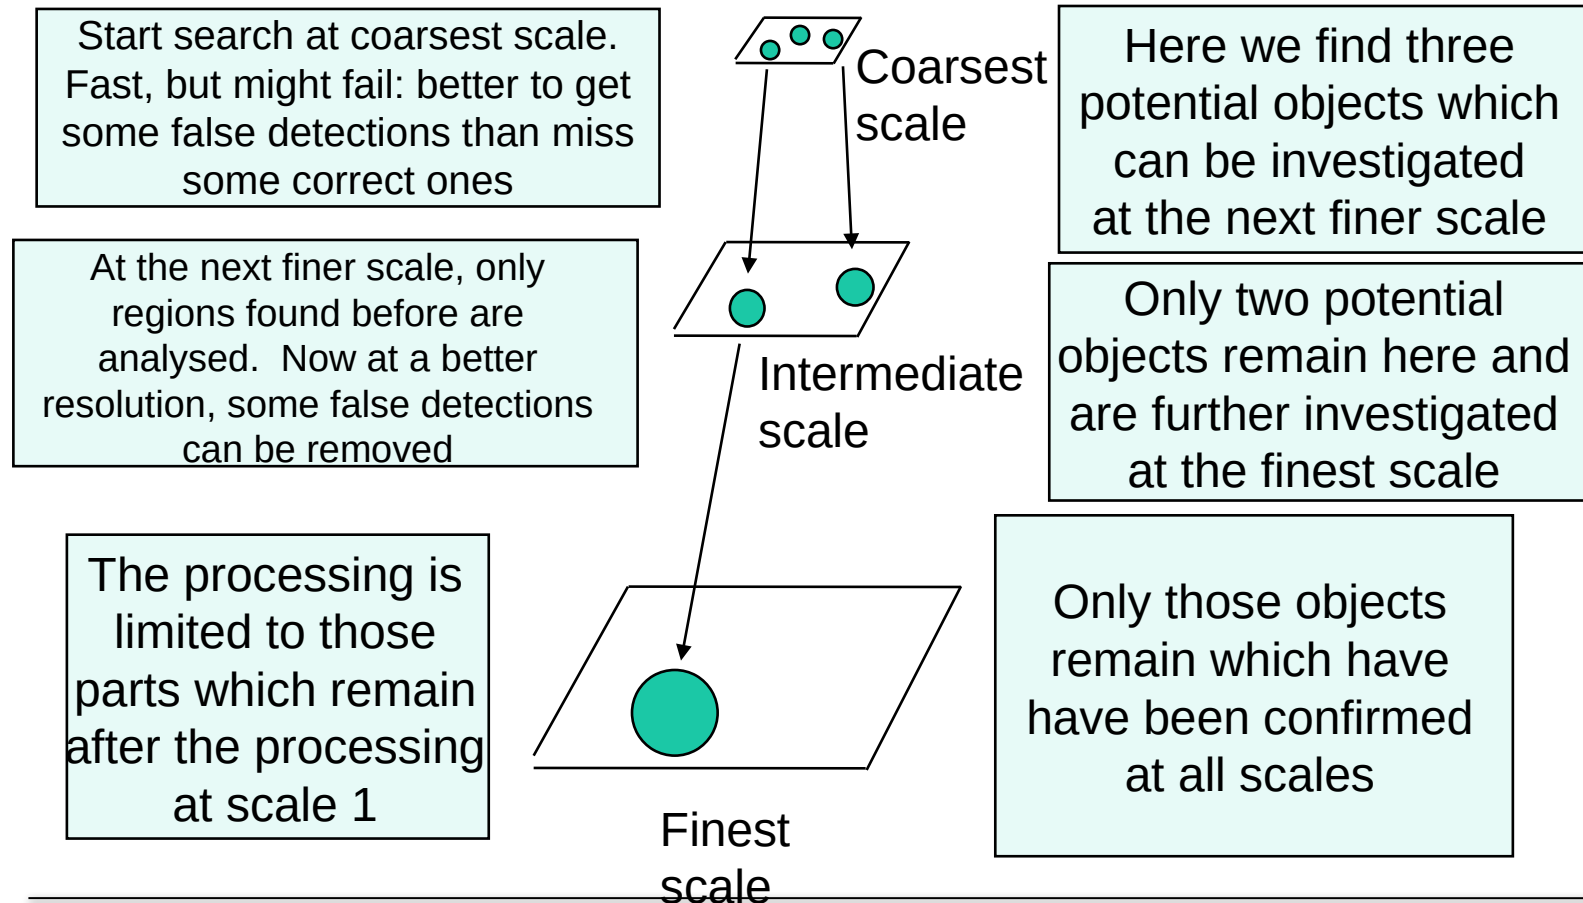 Start search at coarsest scale.
Fast, but might fail: better to get
some false detections than miss
some correct ones
Coarsest
scale
Here we find three
potential objects which
can be investigated
at the next finer scale
At the next finer scale, only
regions found before are
analysed.  Now at a better
resolution, some false detections
can be removed
Intermediate
scale
Only two potential
objects remain here and
are further investigated
at the finest scale
The processing is
limited to those
parts which remain
after the processing
at scale 1
Finest
scale
Only those objects
remain which have
have been confirmed
at all scales